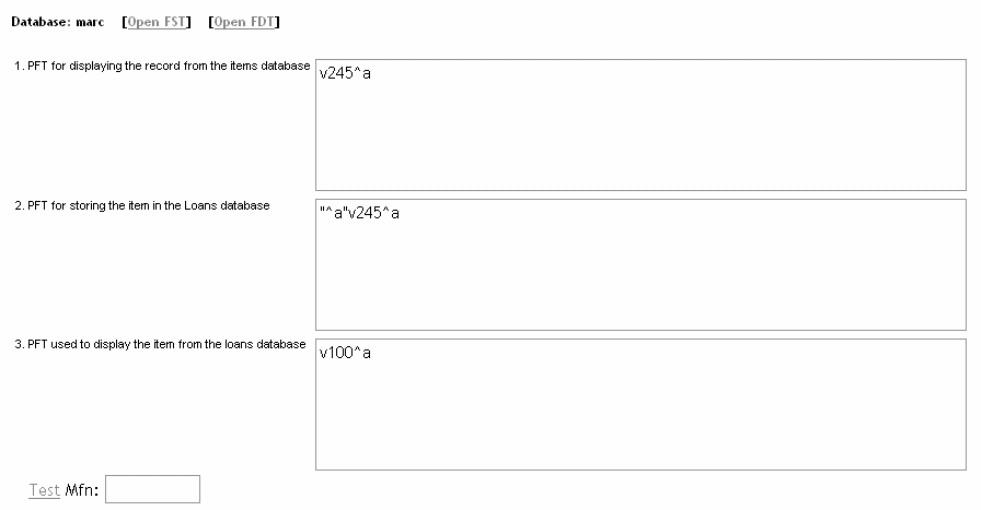 Database: marc [Open FST] [Open FDT]
1. PFT for displaying the record from the items database
v245^a
2. PFT for storing the item in the Loans database
"^a"v245^a
3. PFT used to display the item from the loans database
v100^a
Test Mfn: